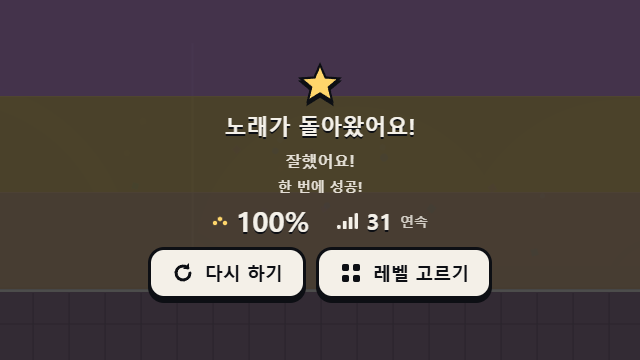 노래가 돌아왔어요!
잘했어요!
한 번에 성공!
100% 31 연속
다시 하기 레벨 고르기